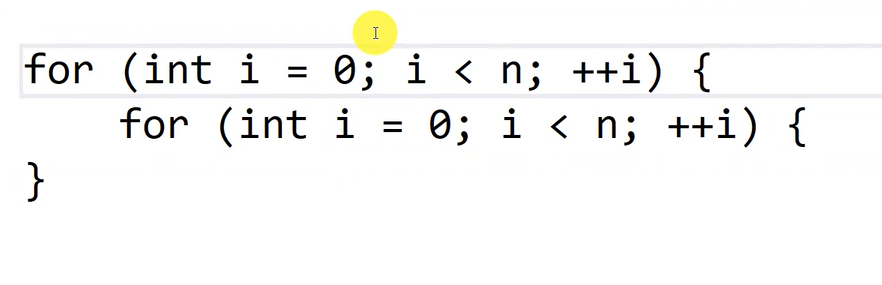 for (int i = 0; i < n; ++i) {
    for (int i = 0; i < n; ++i) {
}